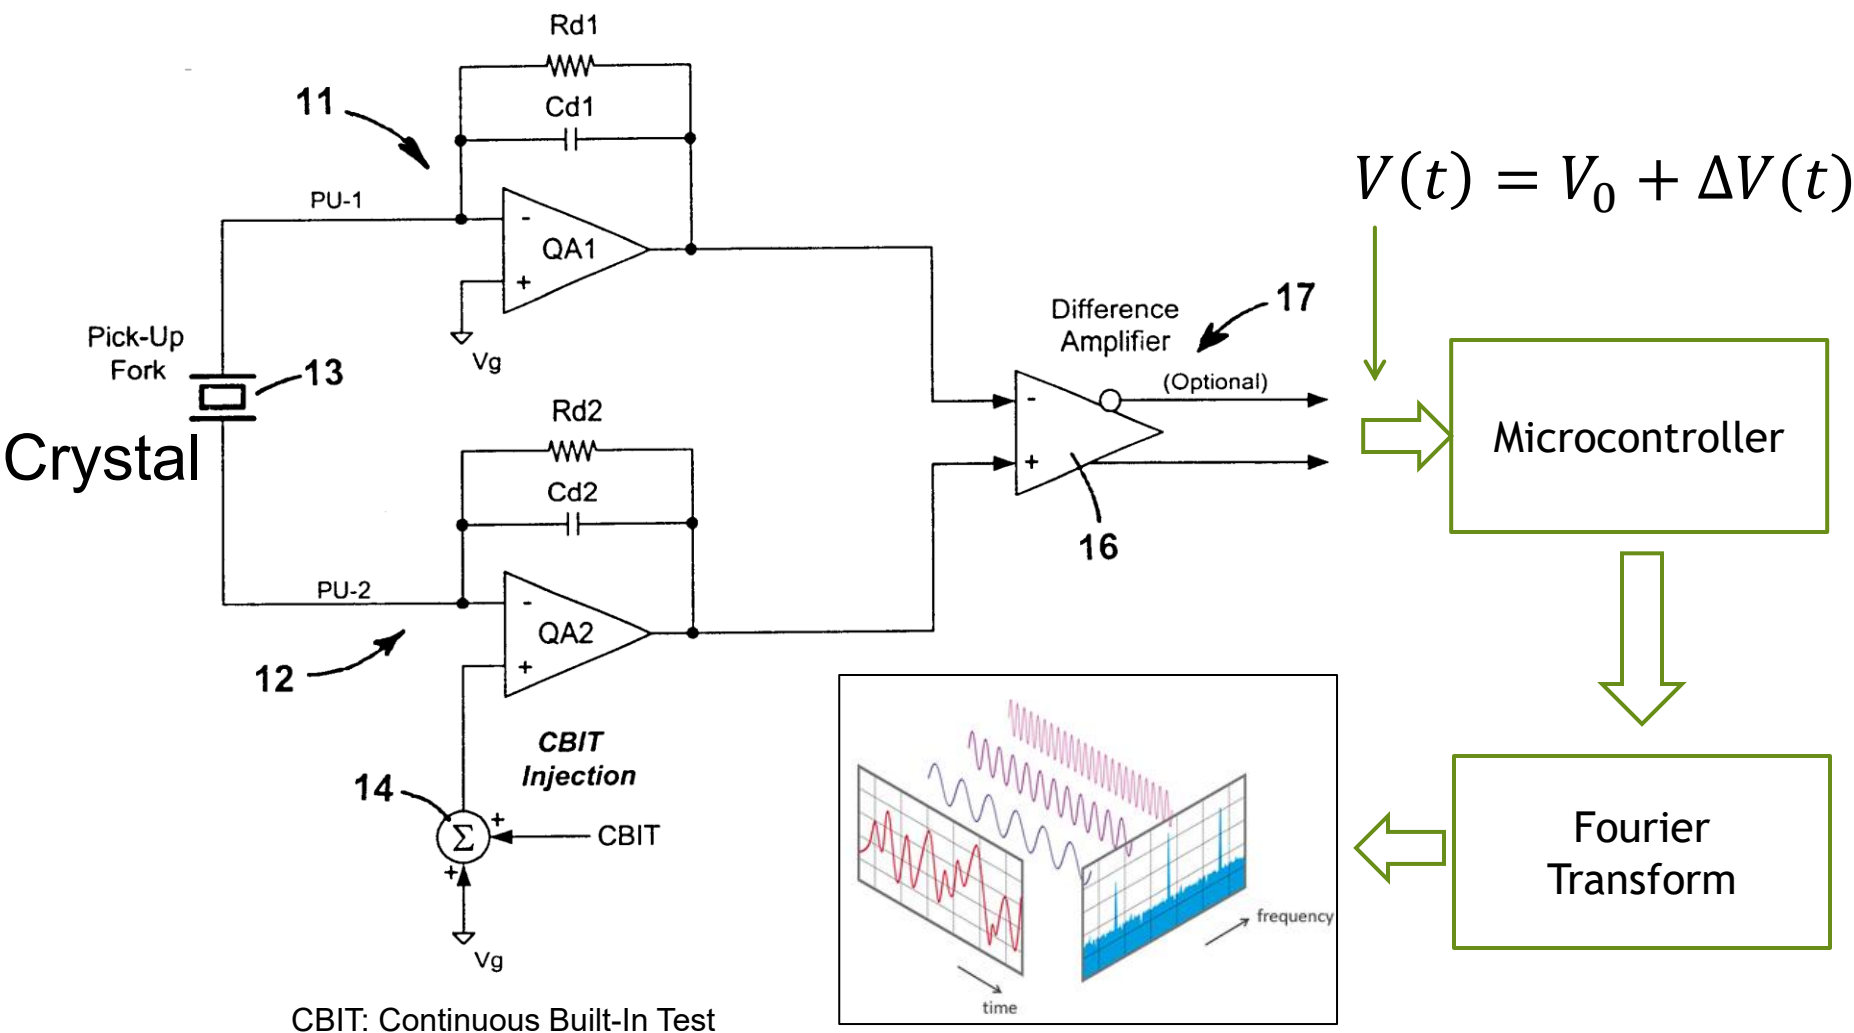 Rd1
11
Cd1
PU-1
-
QA1
+
Vg
Pick-Up
Fork
13
Crystal
Rd2
Cd2
PU-2
-
QA2
+
12
CBIT
Injection
14
+
Σ
CBIT
+
Vg
CBIT: Continuous Built-In Test
Difference
Amplifier
17
(Optional)
-
+
16
V(t) = V₀ + ΔV(t)
Microcontroller
Fourier
Transform
frequency
time